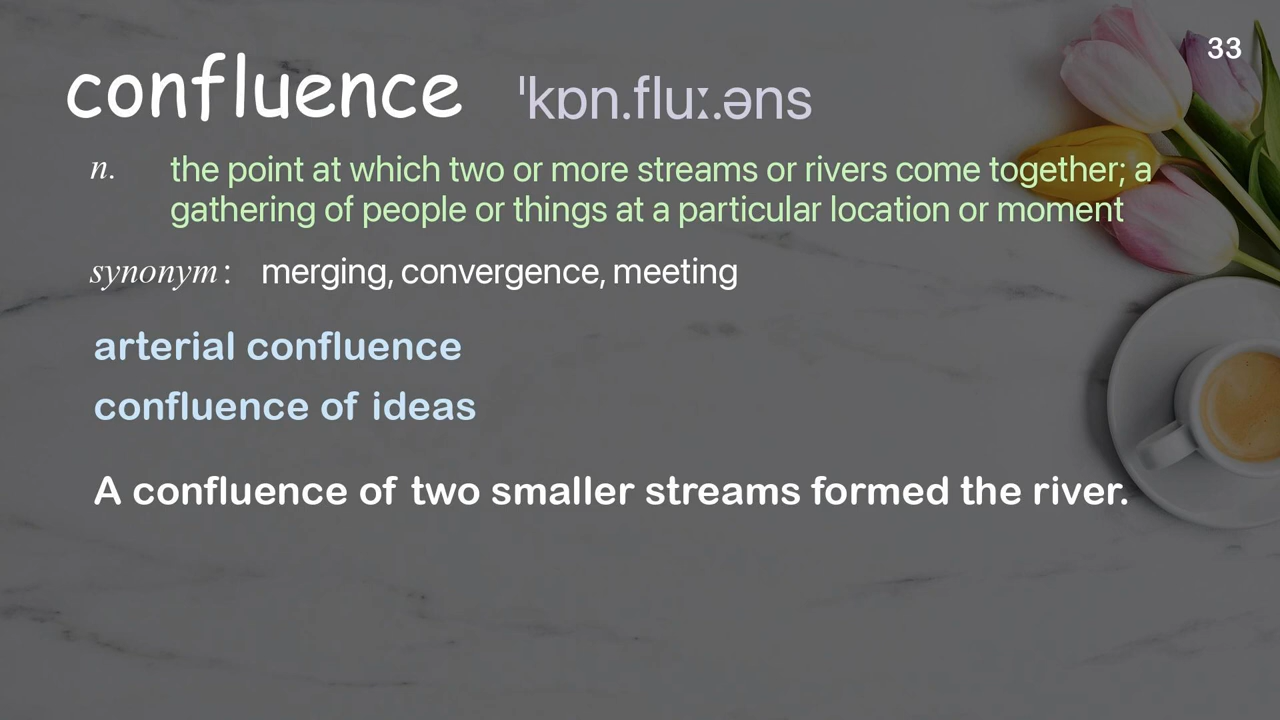 33
confluence ˈkɒn.fluː.əns
n. the point at which two or more streams or rivers come together; a
gathering of people or things at a particular location or moment
synonym: merging, convergence, meeting
arterial confluence
confluence of ideas
A confluence of two smaller streams formed the river.